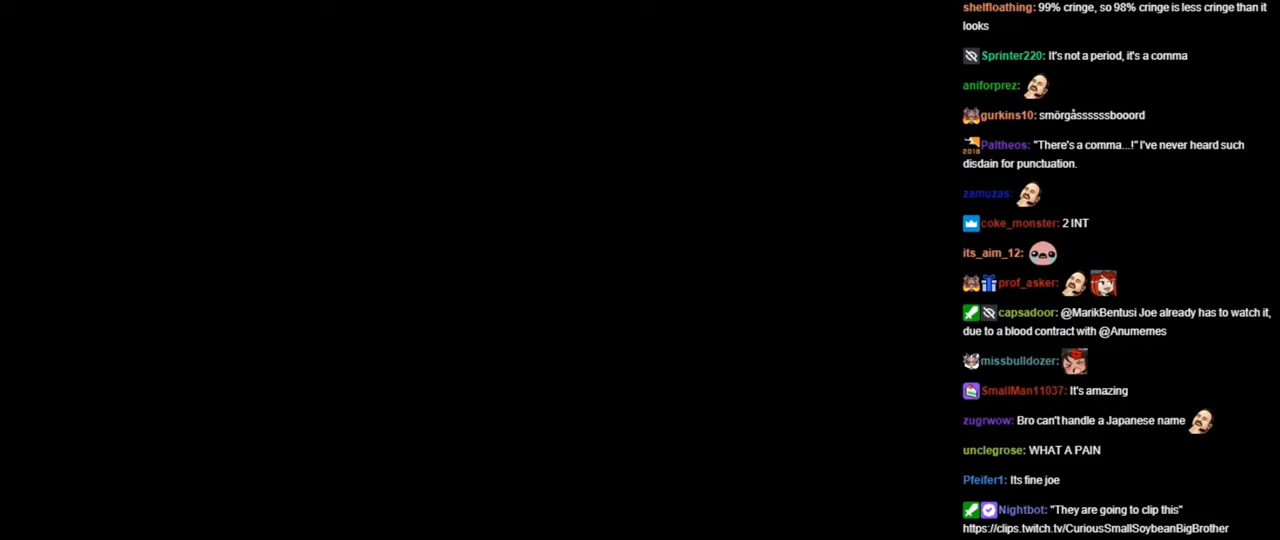 shelfloathing: 99% cringe, so 98% cringe is less cringe than it
looks
Sprinter220: It's not a period, it's a comma
aniforprez:
gurkins10: smörgåssssssbooord
2018 Paltheos: "There's a comma...!" I've never heard such
disdain for punctuation.
zamuzas:
coke_monster: 2 INT
its_aim_12:
prof_asker:
capsadoor: @MarikBentusi Joe already has to watch it,
due to a blood contract with @Anumemes
missbulldozer:
SmallMan11037: It's amazing
zugrwow: Bro can't handle a Japanese name
unclegrose: WHAT A PAIN
Pfeifer1: Its fine joe
Nightbot: "They are going to clip this"
https://clips.twitch.tv/CuriousSmallSoybeanBigBrother